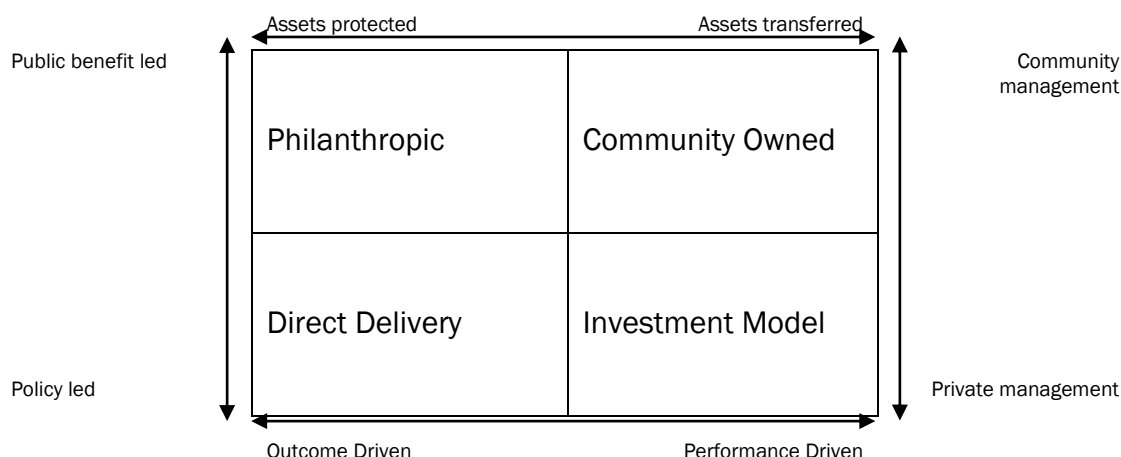 Assets protected
Assets transferred
Public benefit led
Community
management
Philanthropic
Community Owned
Direct Delivery
Investment Model
Policy led
Private management
Outcome Driven
Performance Driven